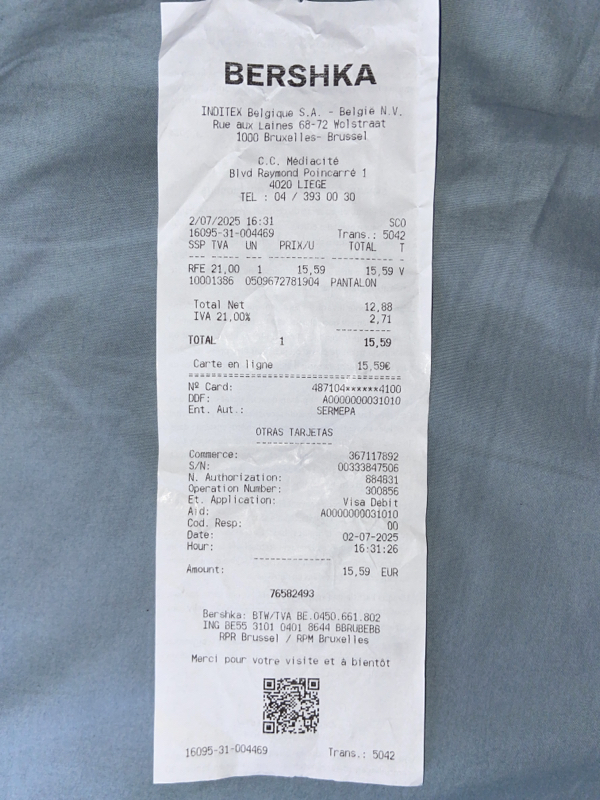 BERSHKA
INDITEX Belgique S.A. - België N.V.
Rue aux Laines 68-72 Wolstraat
1000 Bruxelles- Brussel
C.C. Médiacité
Blvd Raymond Poincarré 1
4020 LIEGE
TEL : 04 / 393 00 30
2/07/2025 16:31 SCO
16095-31-004469 Trans.: 5042
SSP TVA UN PRIX/U TOTAL T
--- --- -- ------- -------- -
RFE 21,00 1 15,59 15,59 V
10001386 0509672781904 PANTALON
Total Net 12,88
IVA 21,00% 2,71
----------
TOTAL 1 15,59
Carte en ligne 15,59€
========================================
Nº Card: 487104******4100
DDF: A0000000031010
Ent. Aut.: SERMEPA
OTRAS TARJETAS
--------------
Commerce: 367117892
S/N: 00333847506
N. Authorization: 884831
Operation Number: 300856
Et. Application: Visa Debit
Aid: A0000000031010
Cod. Resp: 00
Date: 02-07-2025
Hour: 16:31:26
--------------
Amount: 15,59 EUR
76582493
Bershka: BTW/TVA BE.0450.661.802
ING BE55 3101 0401 8644 BBRUBEBB
RPR Brussel / RPM Bruxelles
Merci pour votre visite et à bientôt
16095-31-004469 Trans.: 5042